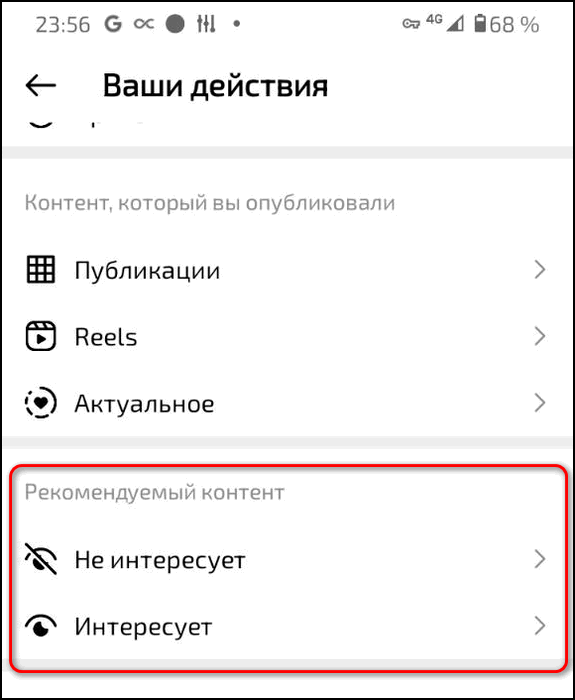 23:56 4G 68 %
Ваши действия
Контент, который вы опубликовали
Публикации
Reels
Актуальное
Рекомендуемый контент
Не интересует
Интересует